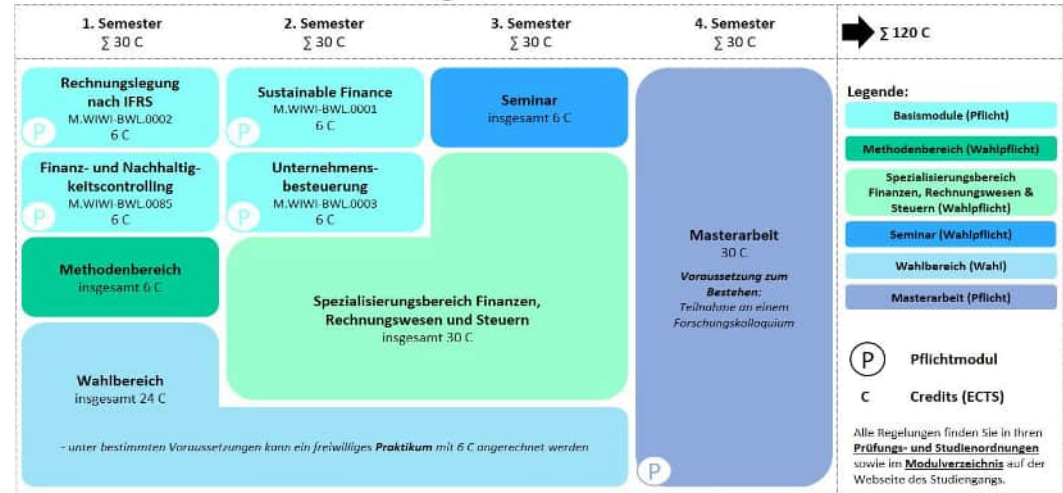 1. Semester
∑ 30 C
2. Semester
∑ 30 C
3. Semester
∑ 30 C
4. Semester
∑ 30 C
∑ 120 C
Rechnungslegung
nach IFRS
M.WIWI-BWL.0002
6 C
P
Sustainable Finance
M.WIWI-BWL.0001
6 C
P
Seminar
insgesamt 6 C
Finanz- und Nachhaltig-
keitscontrolling
M.WIWI-BWL.0085
6 C
P
Unternehmens-
besteuerung
M.WIWI-BWL.0003
6 C
P
Methodenbereich
insgesamt 6 C
Spezialisierungsbereich Finanzen,
Rechnungswesen und Steuern
insgesamt 30 C
Wahlbereich
insgesamt 24 C
- unter bestimmten Voraussetzungen kann ein freiwilliges Praktikum mit 6 C angerechnet werden
Masterarbeit
30 C
Voraussetzung zum
Bestehen:
Teilnahme an einem
Forschungskolloquium
P
Legende:
Basismodule (Pflicht)
Methodenbereich (Wahlpflicht)
Spezialisierungsbereich
Finanzen, Rechnungswesen &
Steuern (Wahlpflicht)
Seminar (Wahlpflicht)
Wahlbereich (Wahl)
Masterarbeit (Pflicht)
P Pflichtmodul
C Credits (ECTS)
Alle Regelungen finden Sie in Ihren
Prüfungs- und Studienordnungen
sowie im Modulverzeichnis auf der
Webseite des Studiengangs.